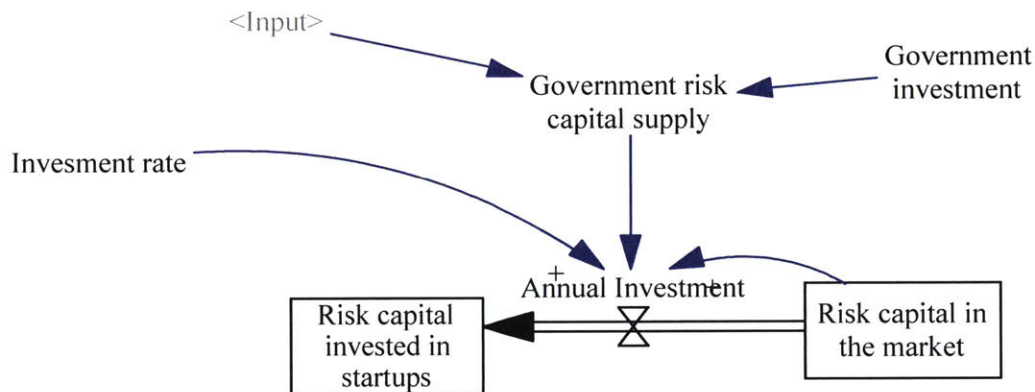 <Input>
Government risk
capital supply
Government
investment
Invesment rate
+
Annual Investment
+
Risk capital
invested in
startups
Risk capital in
the market